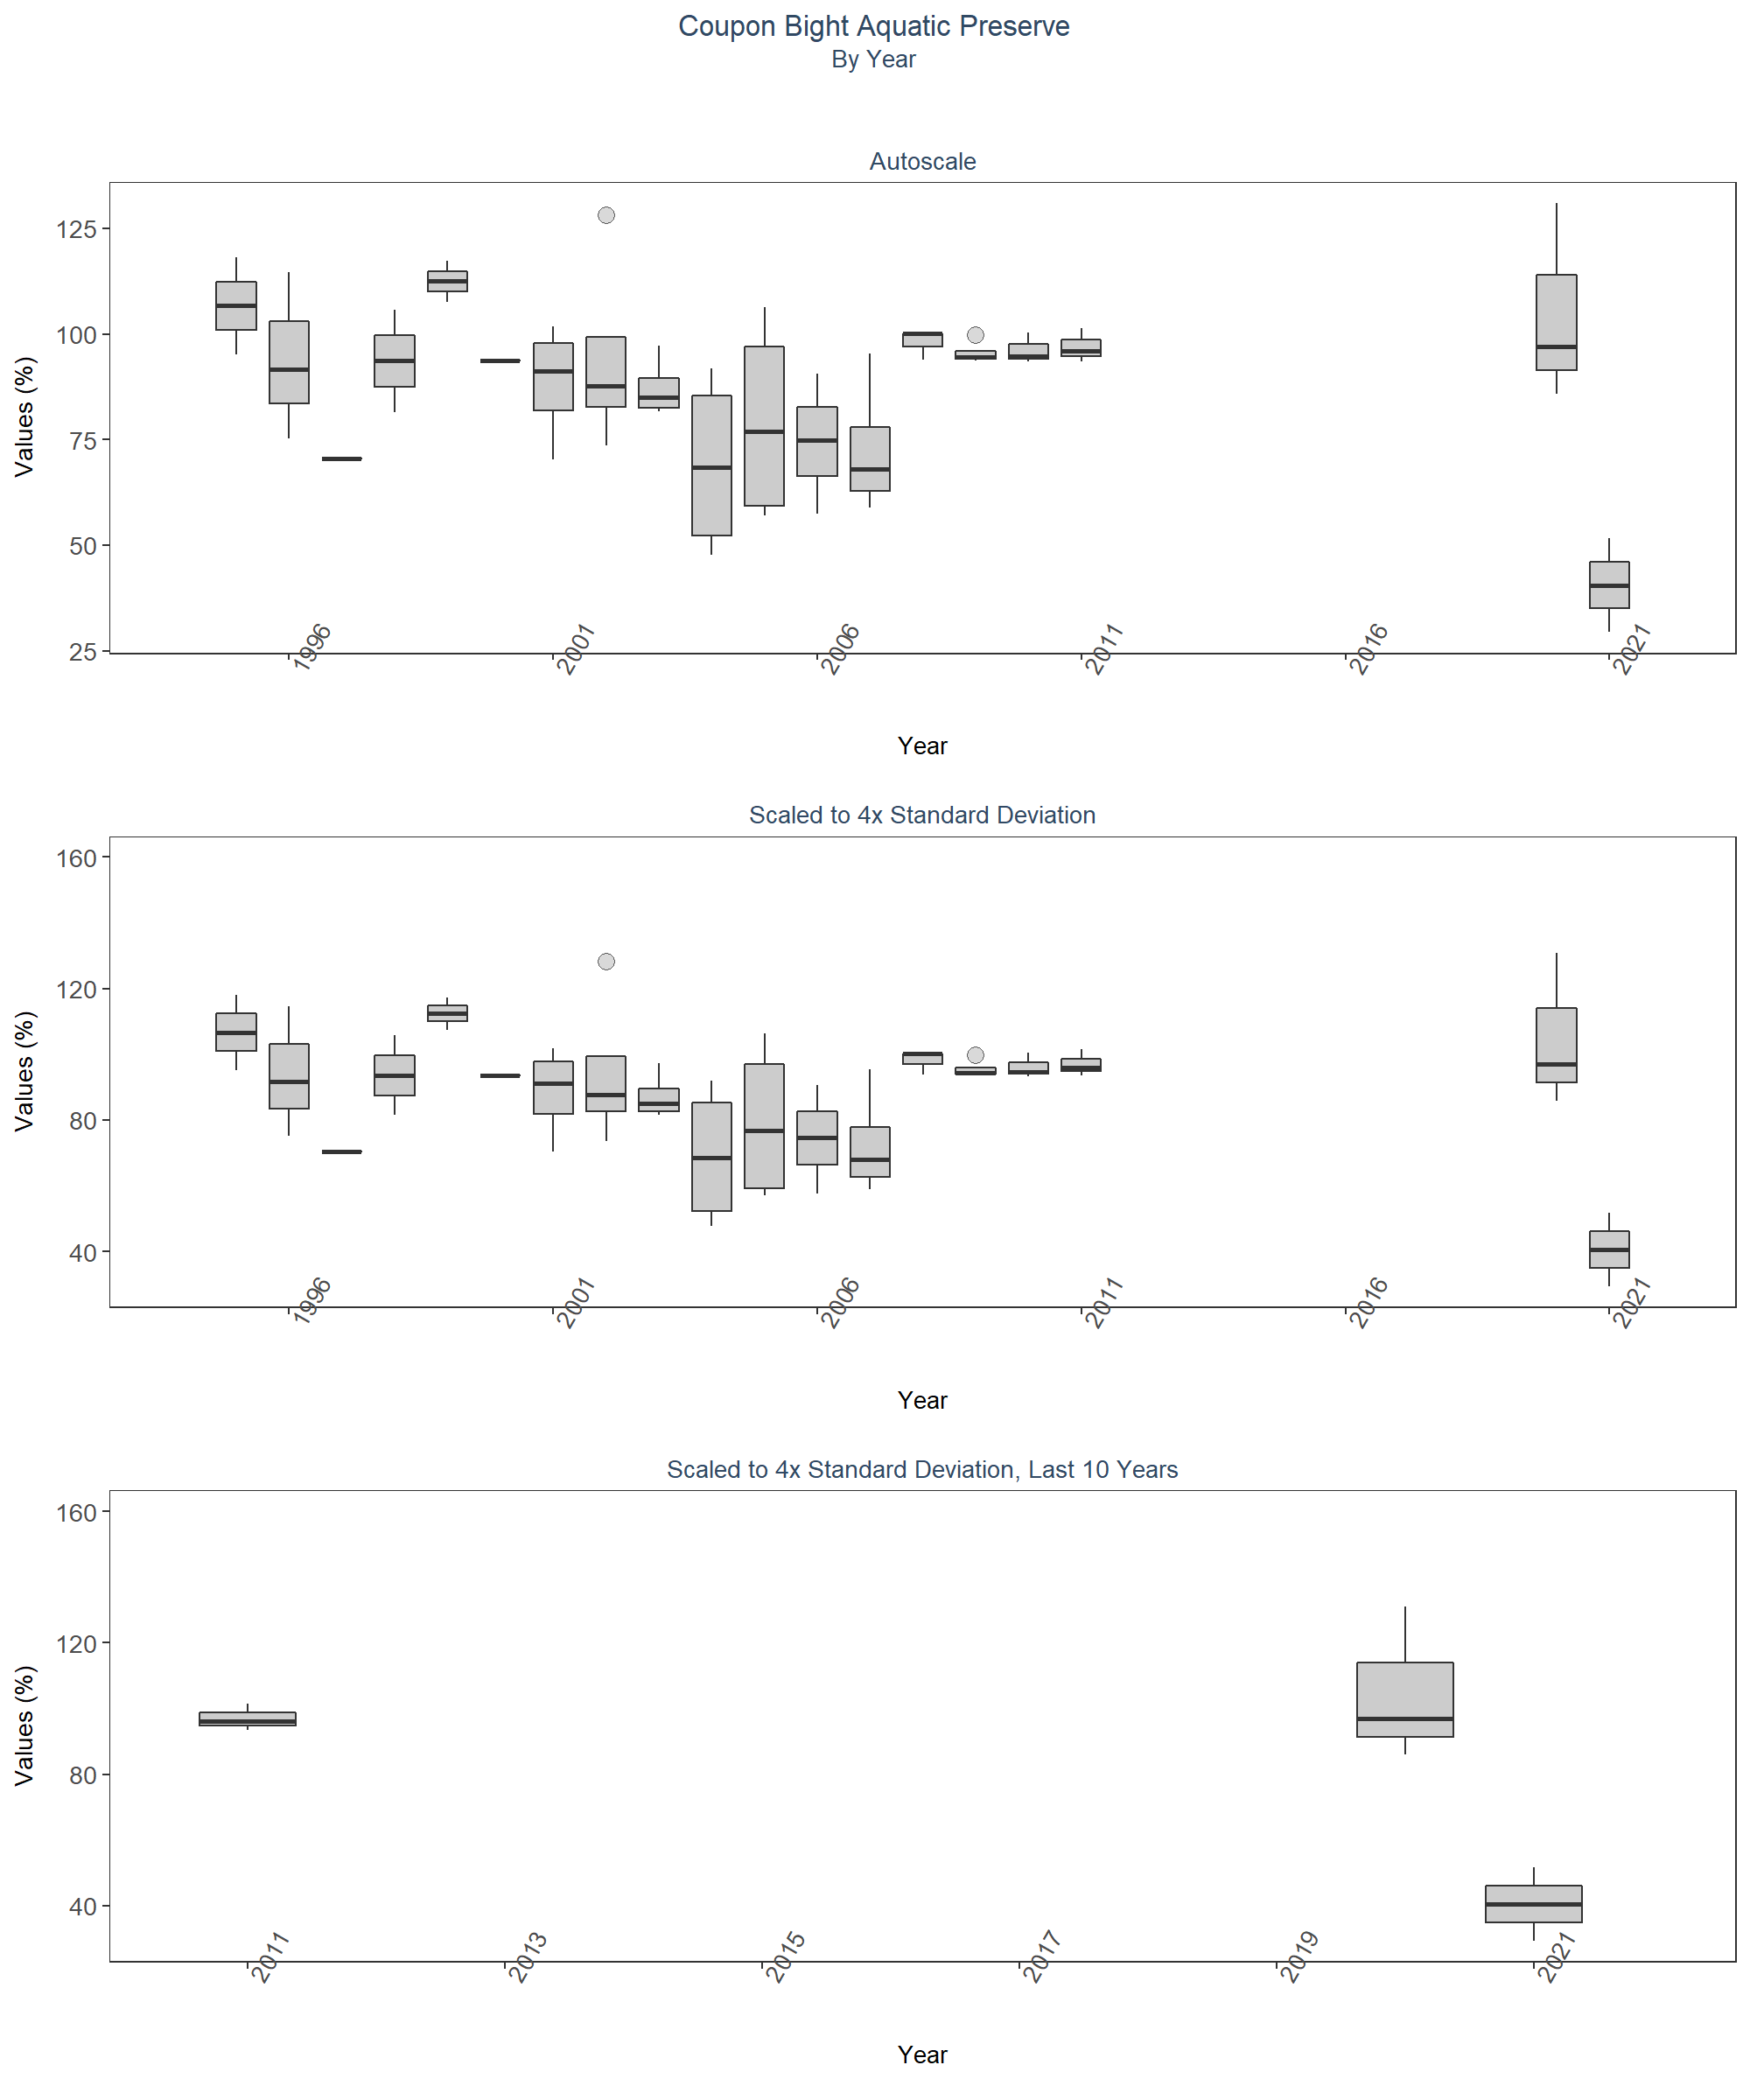 Coupon Bight Aquatic Preserve
By Year
Autoscale
Values (%)
125
100
75
50
25
1996
2001
2006
2011
2016
2021
Year
Scaled to 4x Standard Deviation
Values (%)
160
120
80
40
1996
2001
2006
2011
2016
2021
Year
Scaled to 4x Standard Deviation, Last 10 Years
Values (%)
160
120
80
40
2011
2013
2015
2017
2019
2021
Year